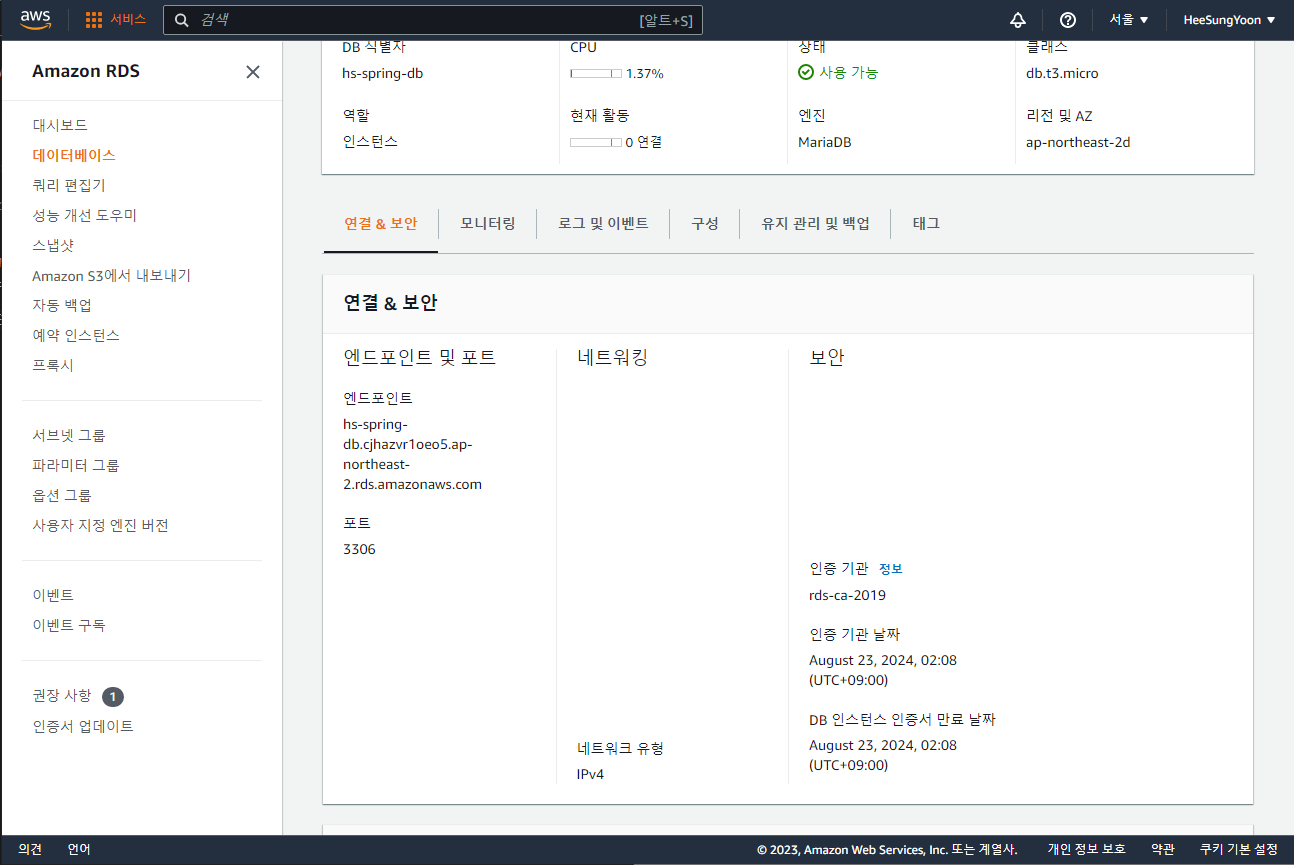 aws
서비스
검색
[알트+S]
서울 ▼
HeeSungYoon ▼
Amazon RDS
대시보드
데이터베이스
쿼리 편집기
성능 개선 도우미
스냅샷
Amazon S3에서 내보내기
자동 백업
예약 인스턴스
프록시
서브넷 그룹
파라미터 그룹
옵션 그룹
사용자 지정 엔진 버전
이벤트
이벤트 구독
권장 사항 1
인증서 업데이트
DB 식별자
hs-spring-db
역할
인스턴스
CPU
1.37%
현재 활동
0 연결
상태
사용 가능
엔진
MariaDB
클래스
db.t3.micro
리전 및 AZ
ap-northeast-2d
연결 & 보안
모니터링
로그 및 이벤트
구성
유지 관리 및 백업
태그
연결 & 보안
엔드포인트 및 포트
엔드포인트
hs-spring-
db.cjhazvr1oeo5.ap-
northeast-
2.rds.amazonaws.com
포트
3306
네트워킹
네트워크 유형
IPv4
보안
인증 기관 정보
rds-ca-2019
인증 기관 날짜
August 23, 2024, 02:08
(UTC+09:00)
DB 인스턴스 인증서 만료 날짜
August 23, 2024, 02:08
(UTC+09:00)
의견
언어
© 2023, Amazon Web Services, Inc. 또는 계열사.
개인 정보 보호
약관
쿠키 기본 설정